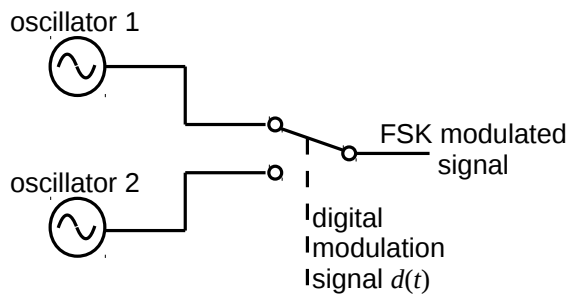 oscillator 1
FSK modulated
signal
oscillator 2
digital
modulation
signal d(t)